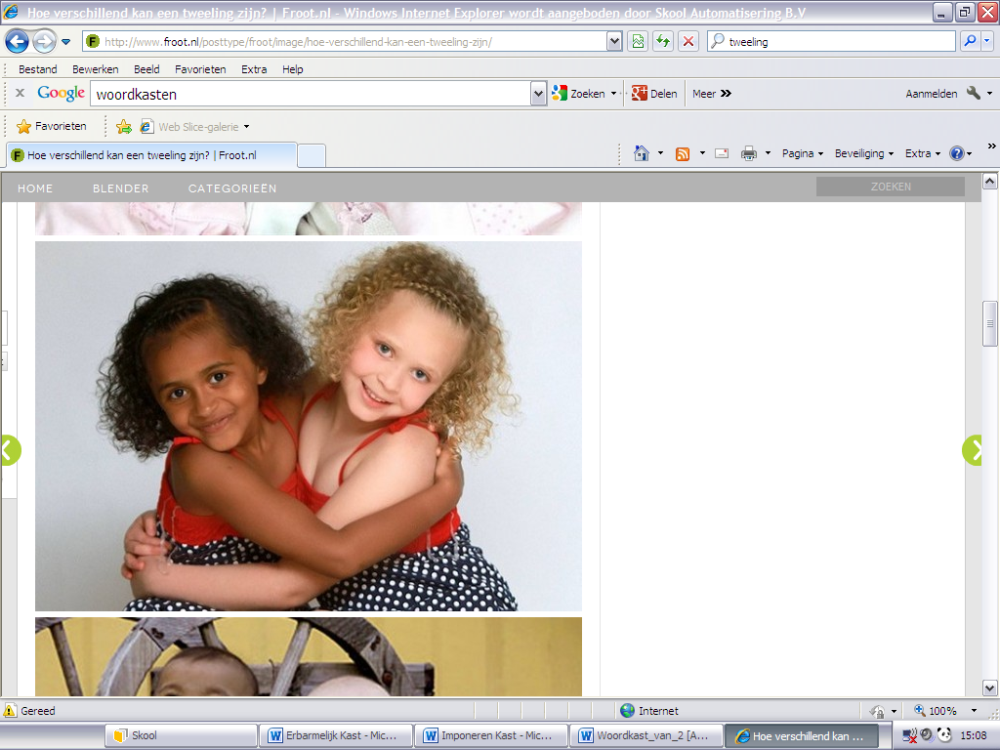 Hoe verschillend kan een tweeling zijn? | Froot.nl - Windows Internet Explorer wordt aangeboden door Skool Automatisering B.V
http://www.froot.nl/posttype/froot/image/hoe-verschillend-kan-een-tweeling-zijn/
tweeling
Bestand Bewerken Beeld Favorieten Extra Help
x Google woordkasten Zoeken Delen Meer Aanmelden
Favorieten Web Slice-galerie
F Hoe verschillend kan een tweeling zijn? | Froot.nl
Pagina Beveiliging Extra
HOME BLENDER CATEGORIEËN ZOEKEN
Gereed Internet 100%
Skool Erbarmelijk Kast - Mic... Imponeren Kast - Mic... Woordkast_van_2 [A... Hoe verschillend kan ... 15:08